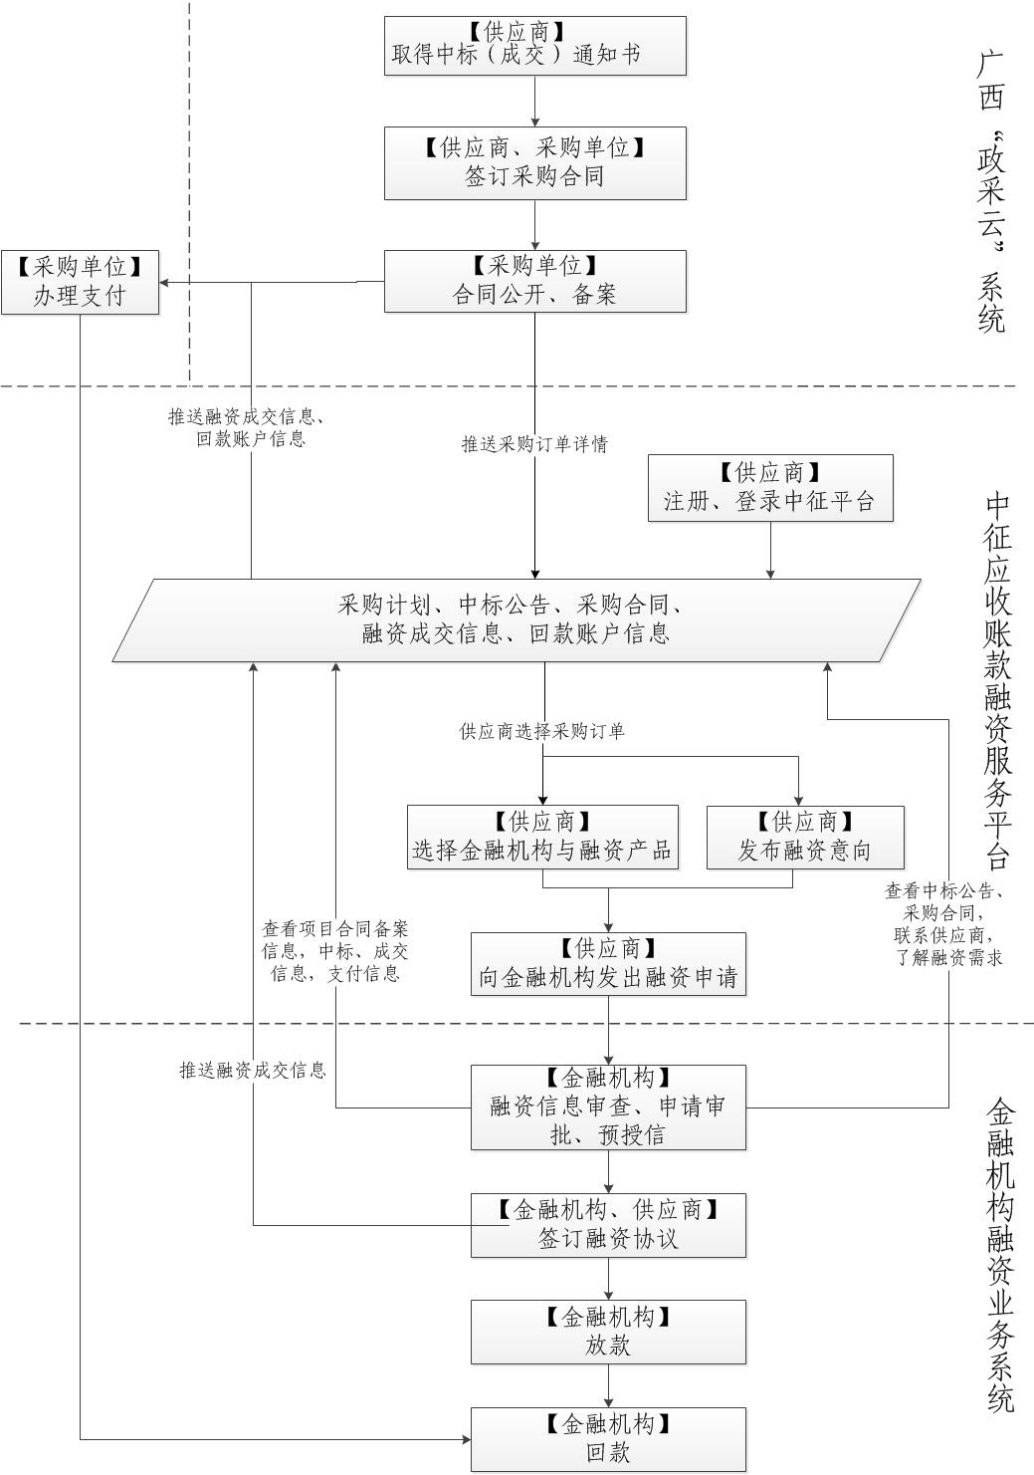 【供应商】
取得中标（成交）通知书
【供应商、采购单位】
签订采购合同
【采购单位】
办理支付
【采购单位】
合同公开、备案
广西“政采云”系统
推送融资成交信息、
回款账户信息
推送采购订单详情
【供应商】
注册、登录中征平台
采购计划、中标公告、采购合同、
融资成交信息、回款账户信息
中征应收账款融资服务平台
供应商选择采购订单
【供应商】
选择金融机构与融资产品
【供应商】
发布融资意向
查看中标公告、
采购合同，
联系供应商，
了解融资需求
查看项目合同备案
信息，中标、成交
信息，支付信息
【供应商】
向金融机构发出融资申请
推送融资成交信息
【金融机构】
融资信息审查、申请审
批、预授信
金融机构融资业务系统
【金融机构、供应商】
签订融资协议
【金融机构】
放款
【金融机构】
回款